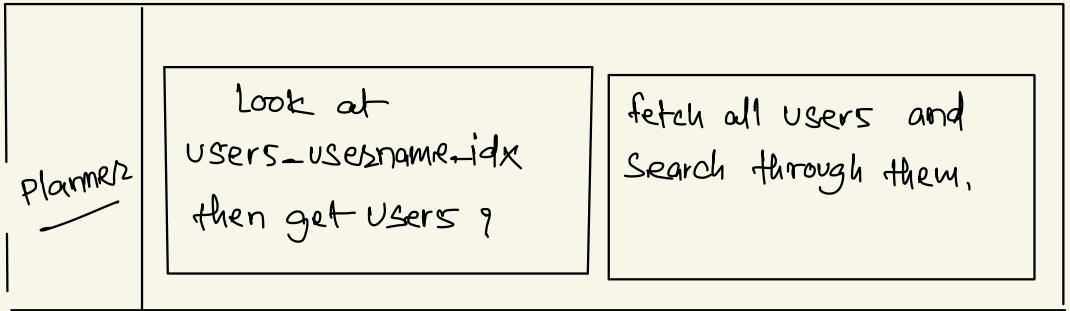 Planner
Look at
users_username_idx
then get users ?
fetch all users and
search through them.